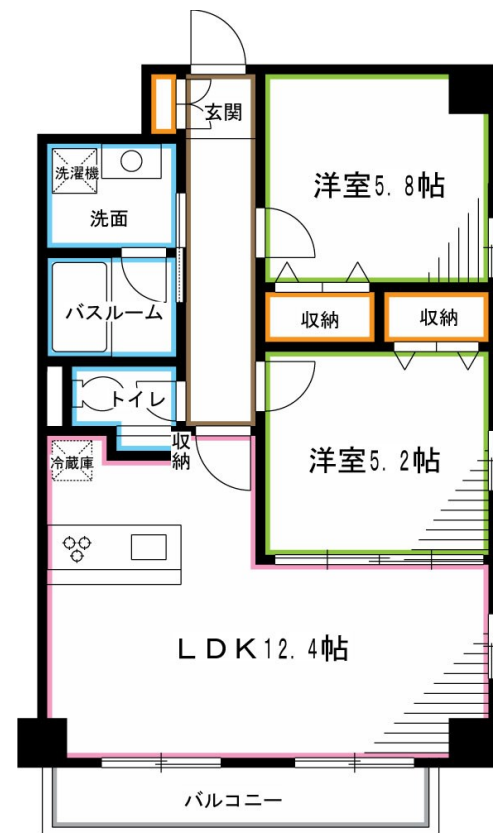 玄関
洗濯機
洗面
洋室5.8帖
バスルーム
収納
収納
トイレ
収納
冷蔵庫
洋室5.2帖
LDK12.4帖
バルコニー